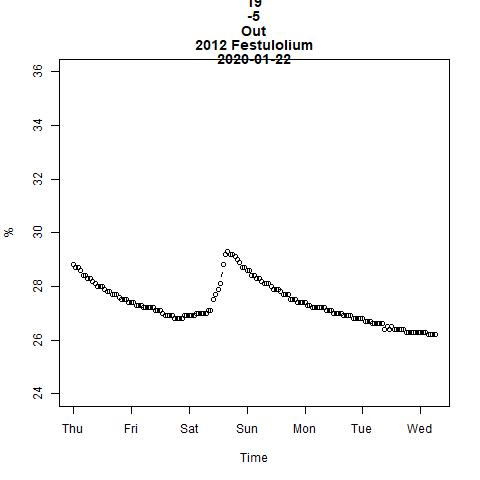 19
-5
Out
2012 Festulolium
2020-01-22
36
34
32
30
28
26
24
%
Thu Fri Sat Sun Mon Tue Wed
Time